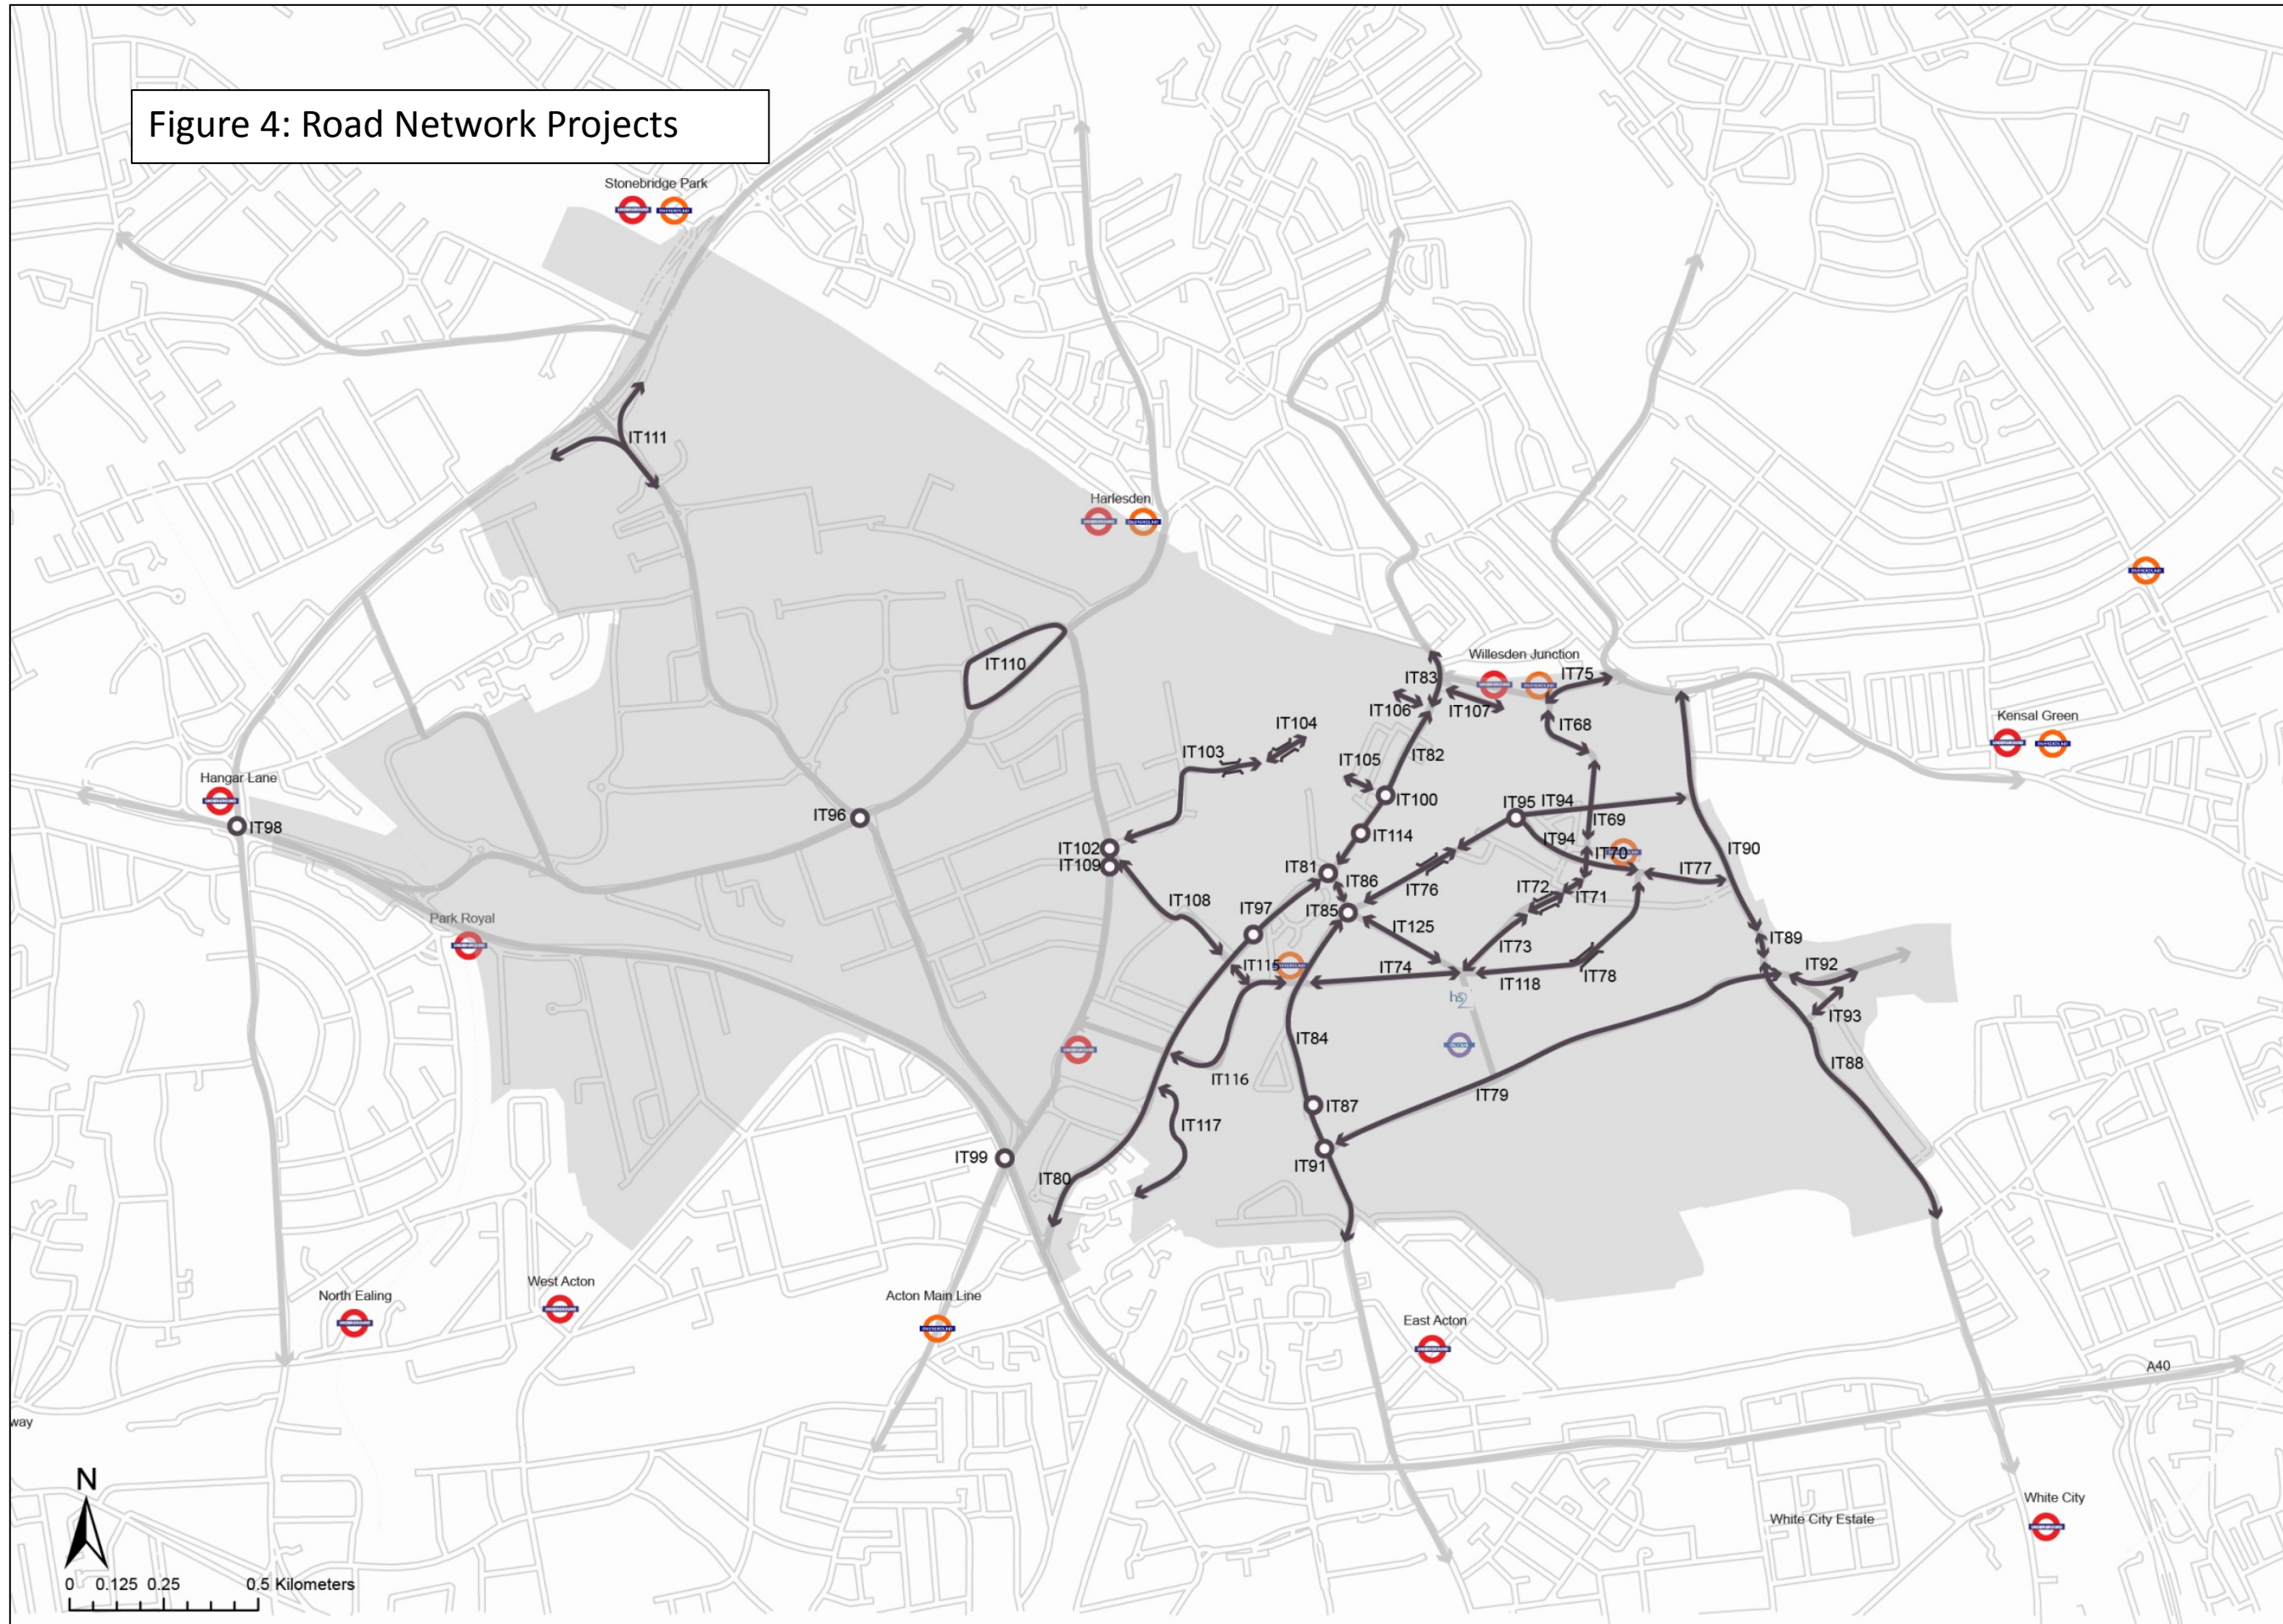 Figure 4: Road Network Projects
Stonebridge Park
IT111
Harlesden
IT110
Willesden Junction
IT83
IT75
IT106
IT107
IT68
Kensal Green
IT104
IT103
IT82
IT105
Hangar Lane
IT98
IT96
IT100
IT95
IT94
IT69
IT114
IT94
IT102
IT109
IT81
IT70
IT90
IT77
IT86
IT76
IT72
IT71
IT108
IT97
IT85
Park Royal
IT125
IT73
IT89
IT115
IT74
IT118
IT78
IT92
hs2
IT93
IT84
IT88
IT116
IT79
IT87
IT117
IT99
IT91
IT80
North Ealing
West Acton
Acton Main Line
East Acton
A40
way
White City
White City Estate
N
0 0.125 0.25 0.5 Kilometers